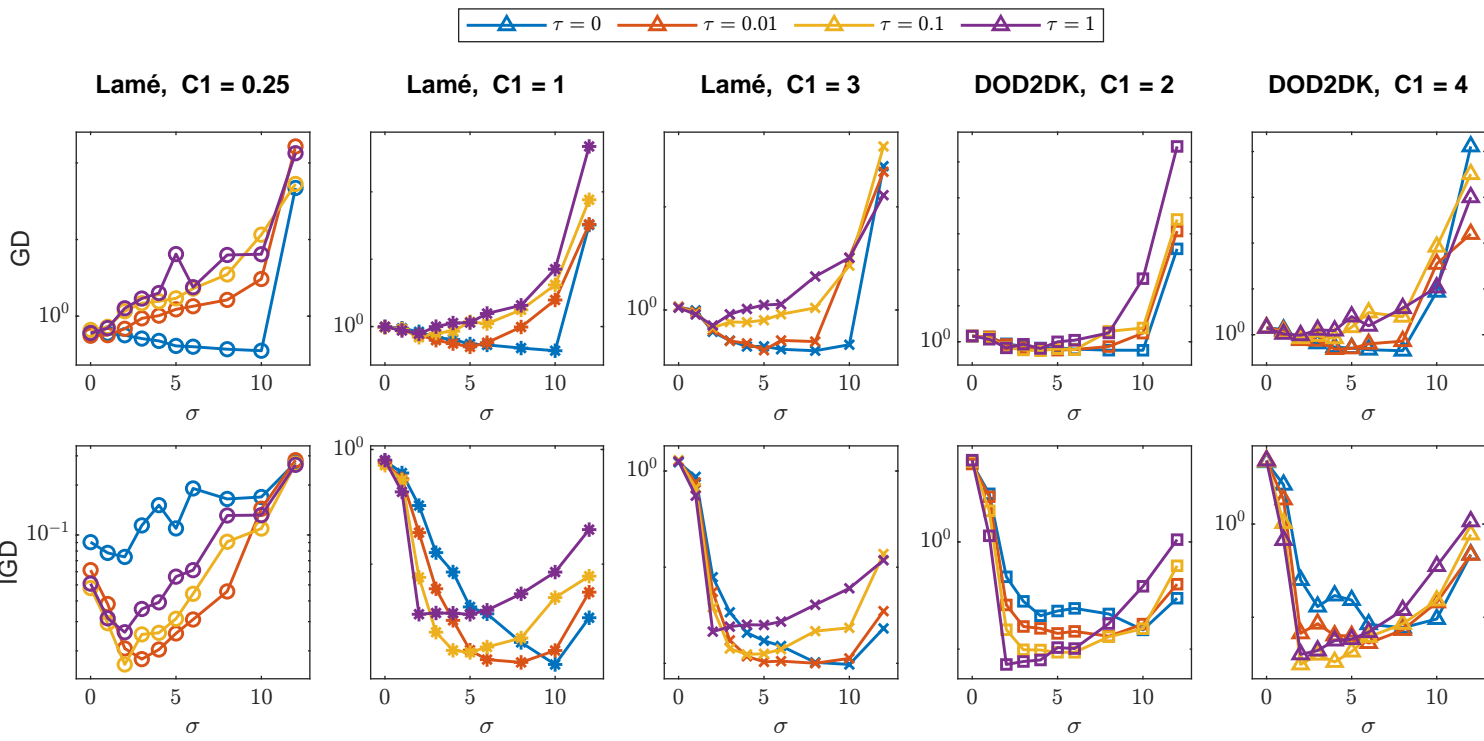 τ = 0 τ = 0.01 τ = 0.1 τ = 1
Lamé, C1 = 0.25 Lamé, C1 = 1 Lamé, C1 = 3 DOD2DK, C1 = 2 DOD2DK, C1 = 4
GD
10⁰ 10⁰ 10⁰ 10⁰ 10⁰
0 5 10 0 5 10 0 5 10 0 5 10 0 5 10
σ σ σ σ σ
IGD
10⁻¹ 10⁰ 10⁰ 10⁰ 10⁰
0 5 10 0 5 10 0 5 10 0 5 10 0 5 10
σ σ σ σ σ